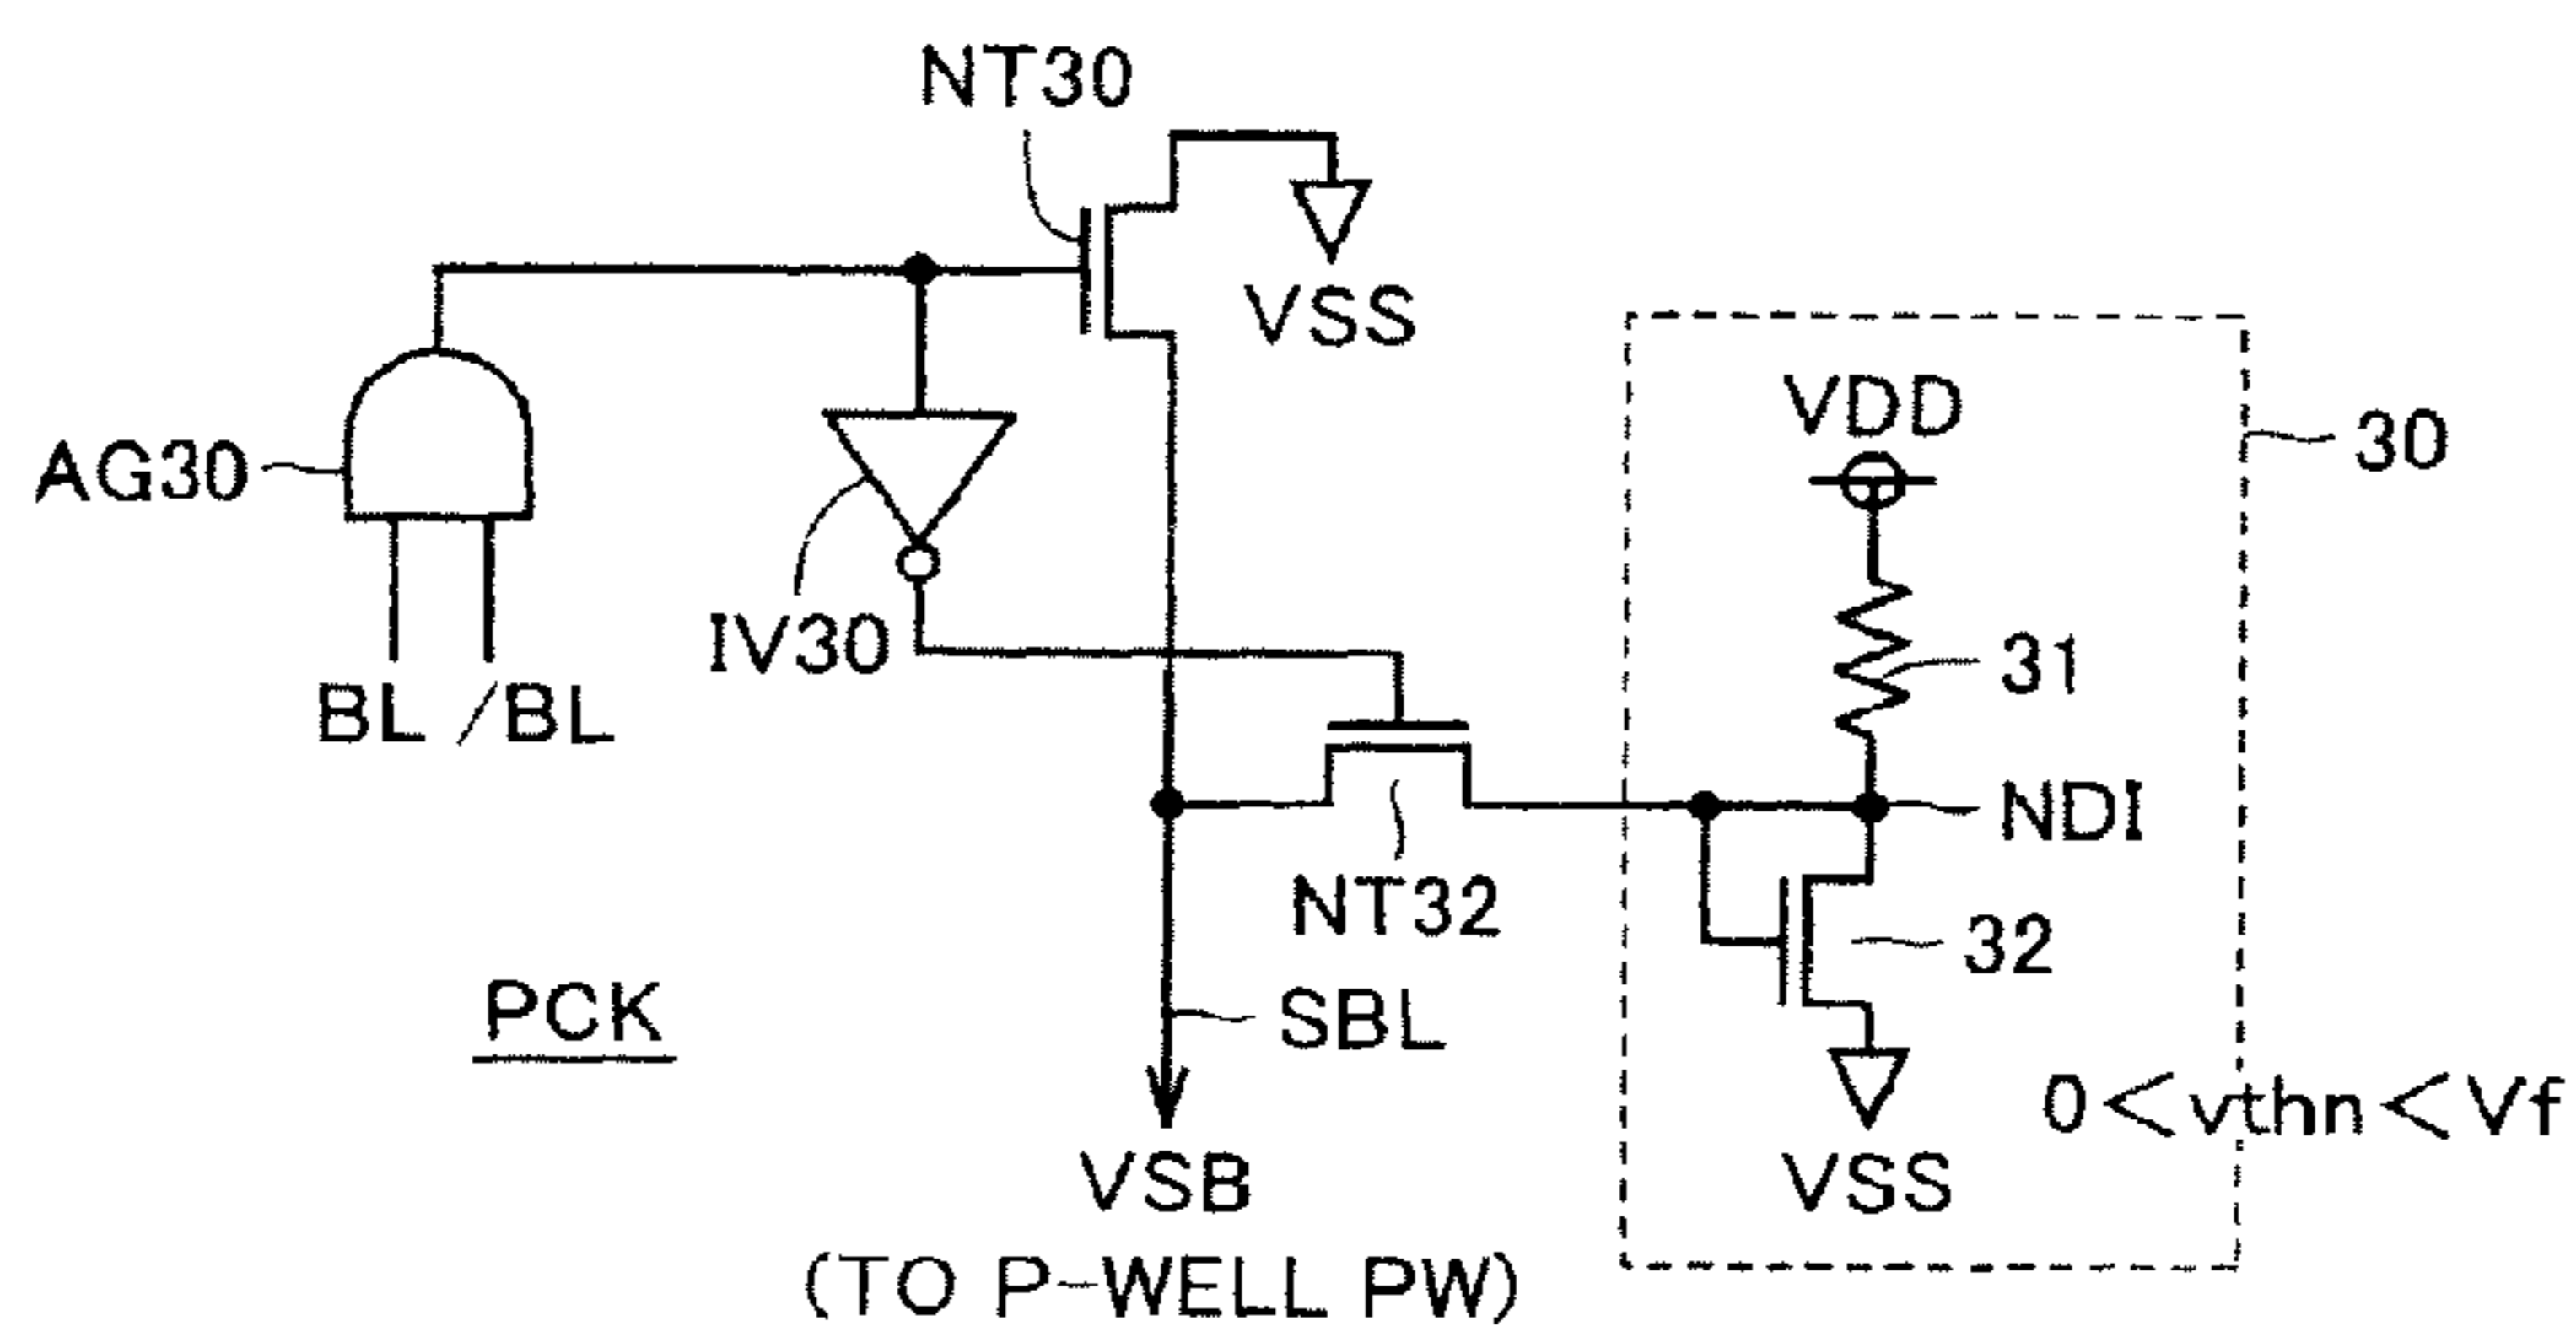 NT30
VSS
VDD
30
AG30
IV30
31
BL /BL
NDI
NT32
32
PCK
SBL
0<vthn<Vf
VSB
VSS
(TO P-WELL PW)